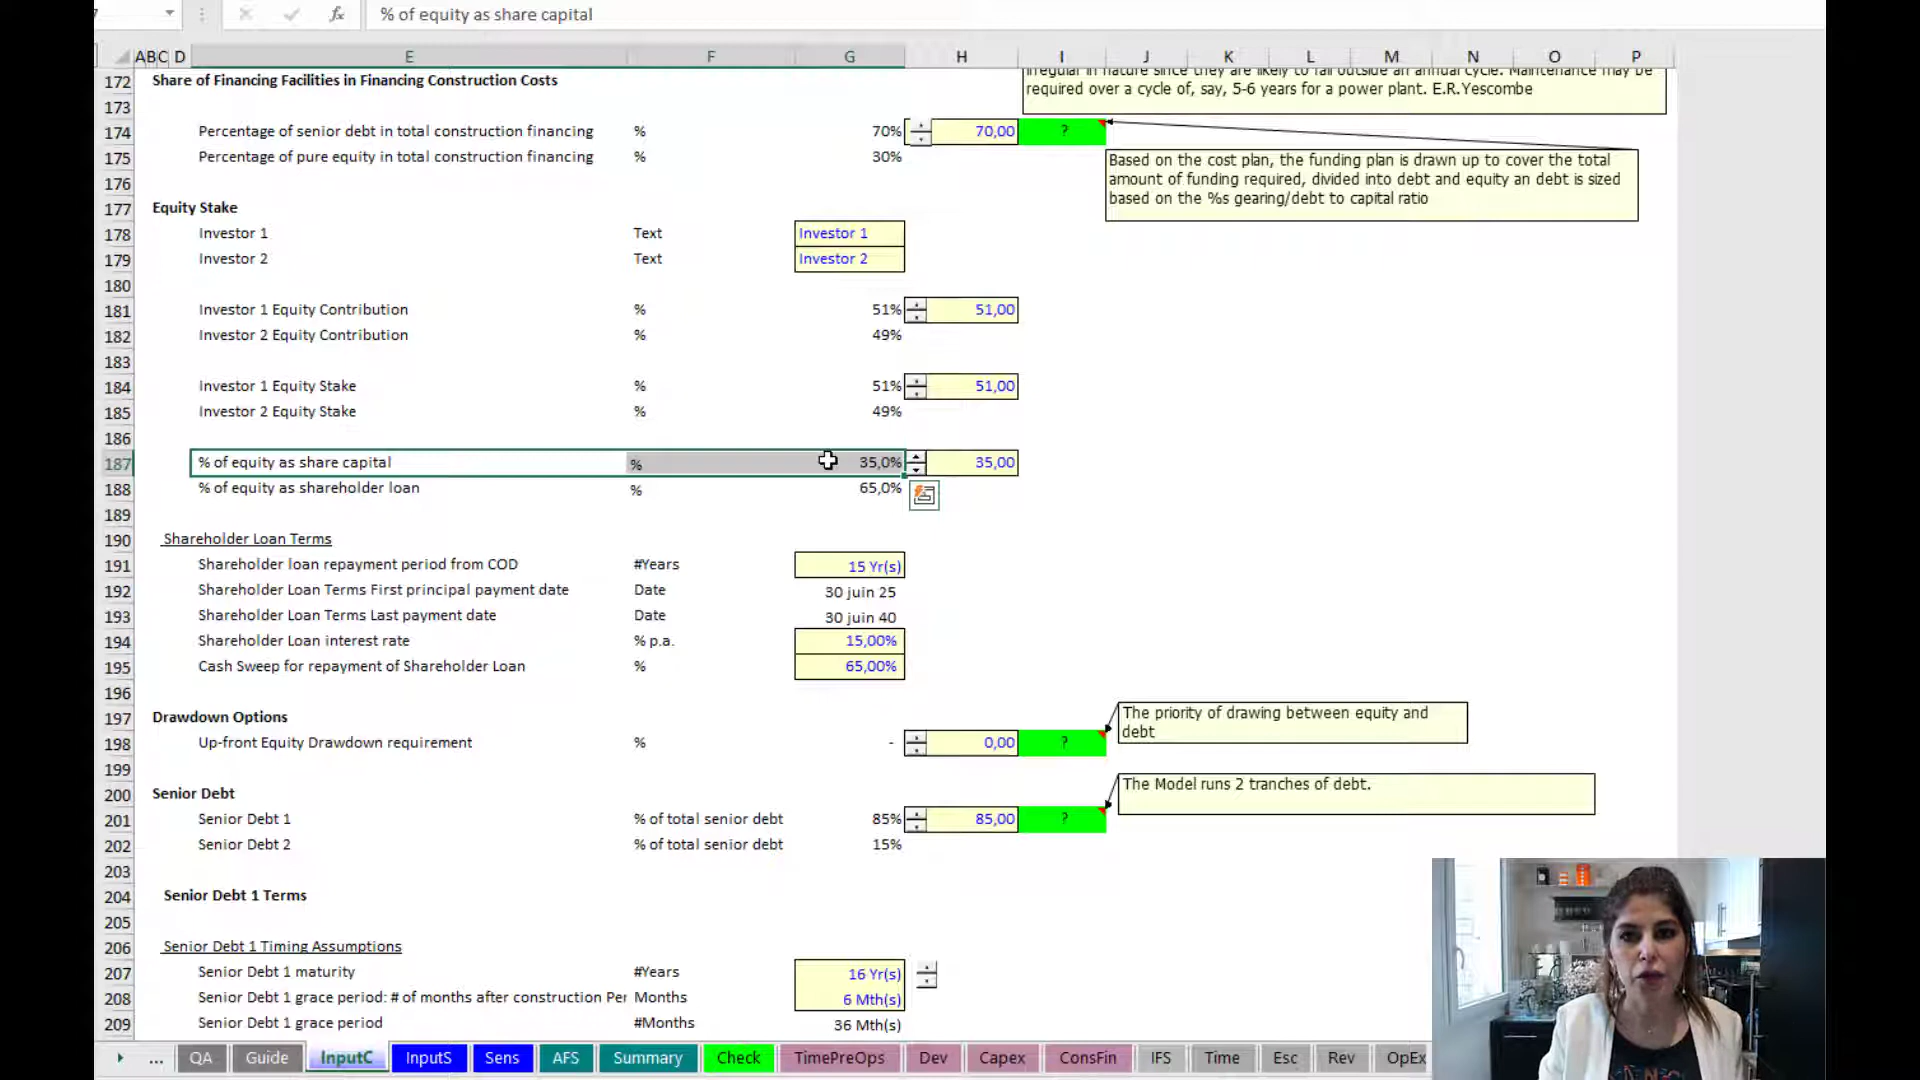 % of equity as share capital
A B C D E F G H I J K L M N O P
172 Share of Financing Facilities in Financing Construction Costs
irregular in nature since they are likely to fall outside an annual cycle. Maintenance may be
required over a cycle of, say, 5-6 years for a power plant. E.R.Yescombe
173
174 Percentage of senior debt in total construction financing % 70% 70,00 ?
175 Percentage of pure equity in total construction financing % 30%
Based on the cost plan, the funding plan is drawn up to cover the total
amount of funding required, divided into debt and equity an debt is sized
based on the %s gearing/debt to capital ratio
176
177 Equity Stake
178 Investor 1 Text Investor 1
179 Investor 2 Text Investor 2
180
181 Investor 1 Equity Contribution % 51% 51,00
182 Investor 2 Equity Contribution % 49%
183
184 Investor 1 Equity Stake % 51% 51,00
185 Investor 2 Equity Stake % 49%
186
187 % of equity as share capital % 35,0% 35,00
188 % of equity as shareholder loan % 65,0%
189
190 Shareholder Loan Terms
191 Shareholder loan repayment period from COD #Years 15 Yr(s)
192 Shareholder Loan Terms First principal payment date Date 30 juin 25
193 Shareholder Loan Terms Last payment date Date 30 juin 40
194 Shareholder Loan interest rate % p.a. 15,00%
195 Cash Sweep for repayment of Shareholder Loan % 65,00%
196
197 Drawdown Options
The priority of drawing between equity and
debt
198 Up-front Equity Drawdown requirement % - 0,00 ?
199
200 Senior Debt
The Model runs 2 tranches of debt.
201 Senior Debt 1 % of total senior debt 85% 85,00 ?
202 Senior Debt 2 % of total senior debt 15%
203
204 Senior Debt 1 Terms
205
206 Senior Debt 1 Timing Assumptions
207 Senior Debt 1 maturity #Years 16 Yr(s)
208 Senior Debt 1 grace period: # of months after construction Per Months 6 Mth(s)
209 Senior Debt 1 grace period #Months 36 Mth(s)
... QA Guide InputC InputS Sens AFS Summary Check TimePreOps Dev Capex ConsFin IFS Time Esc Rev OpEx